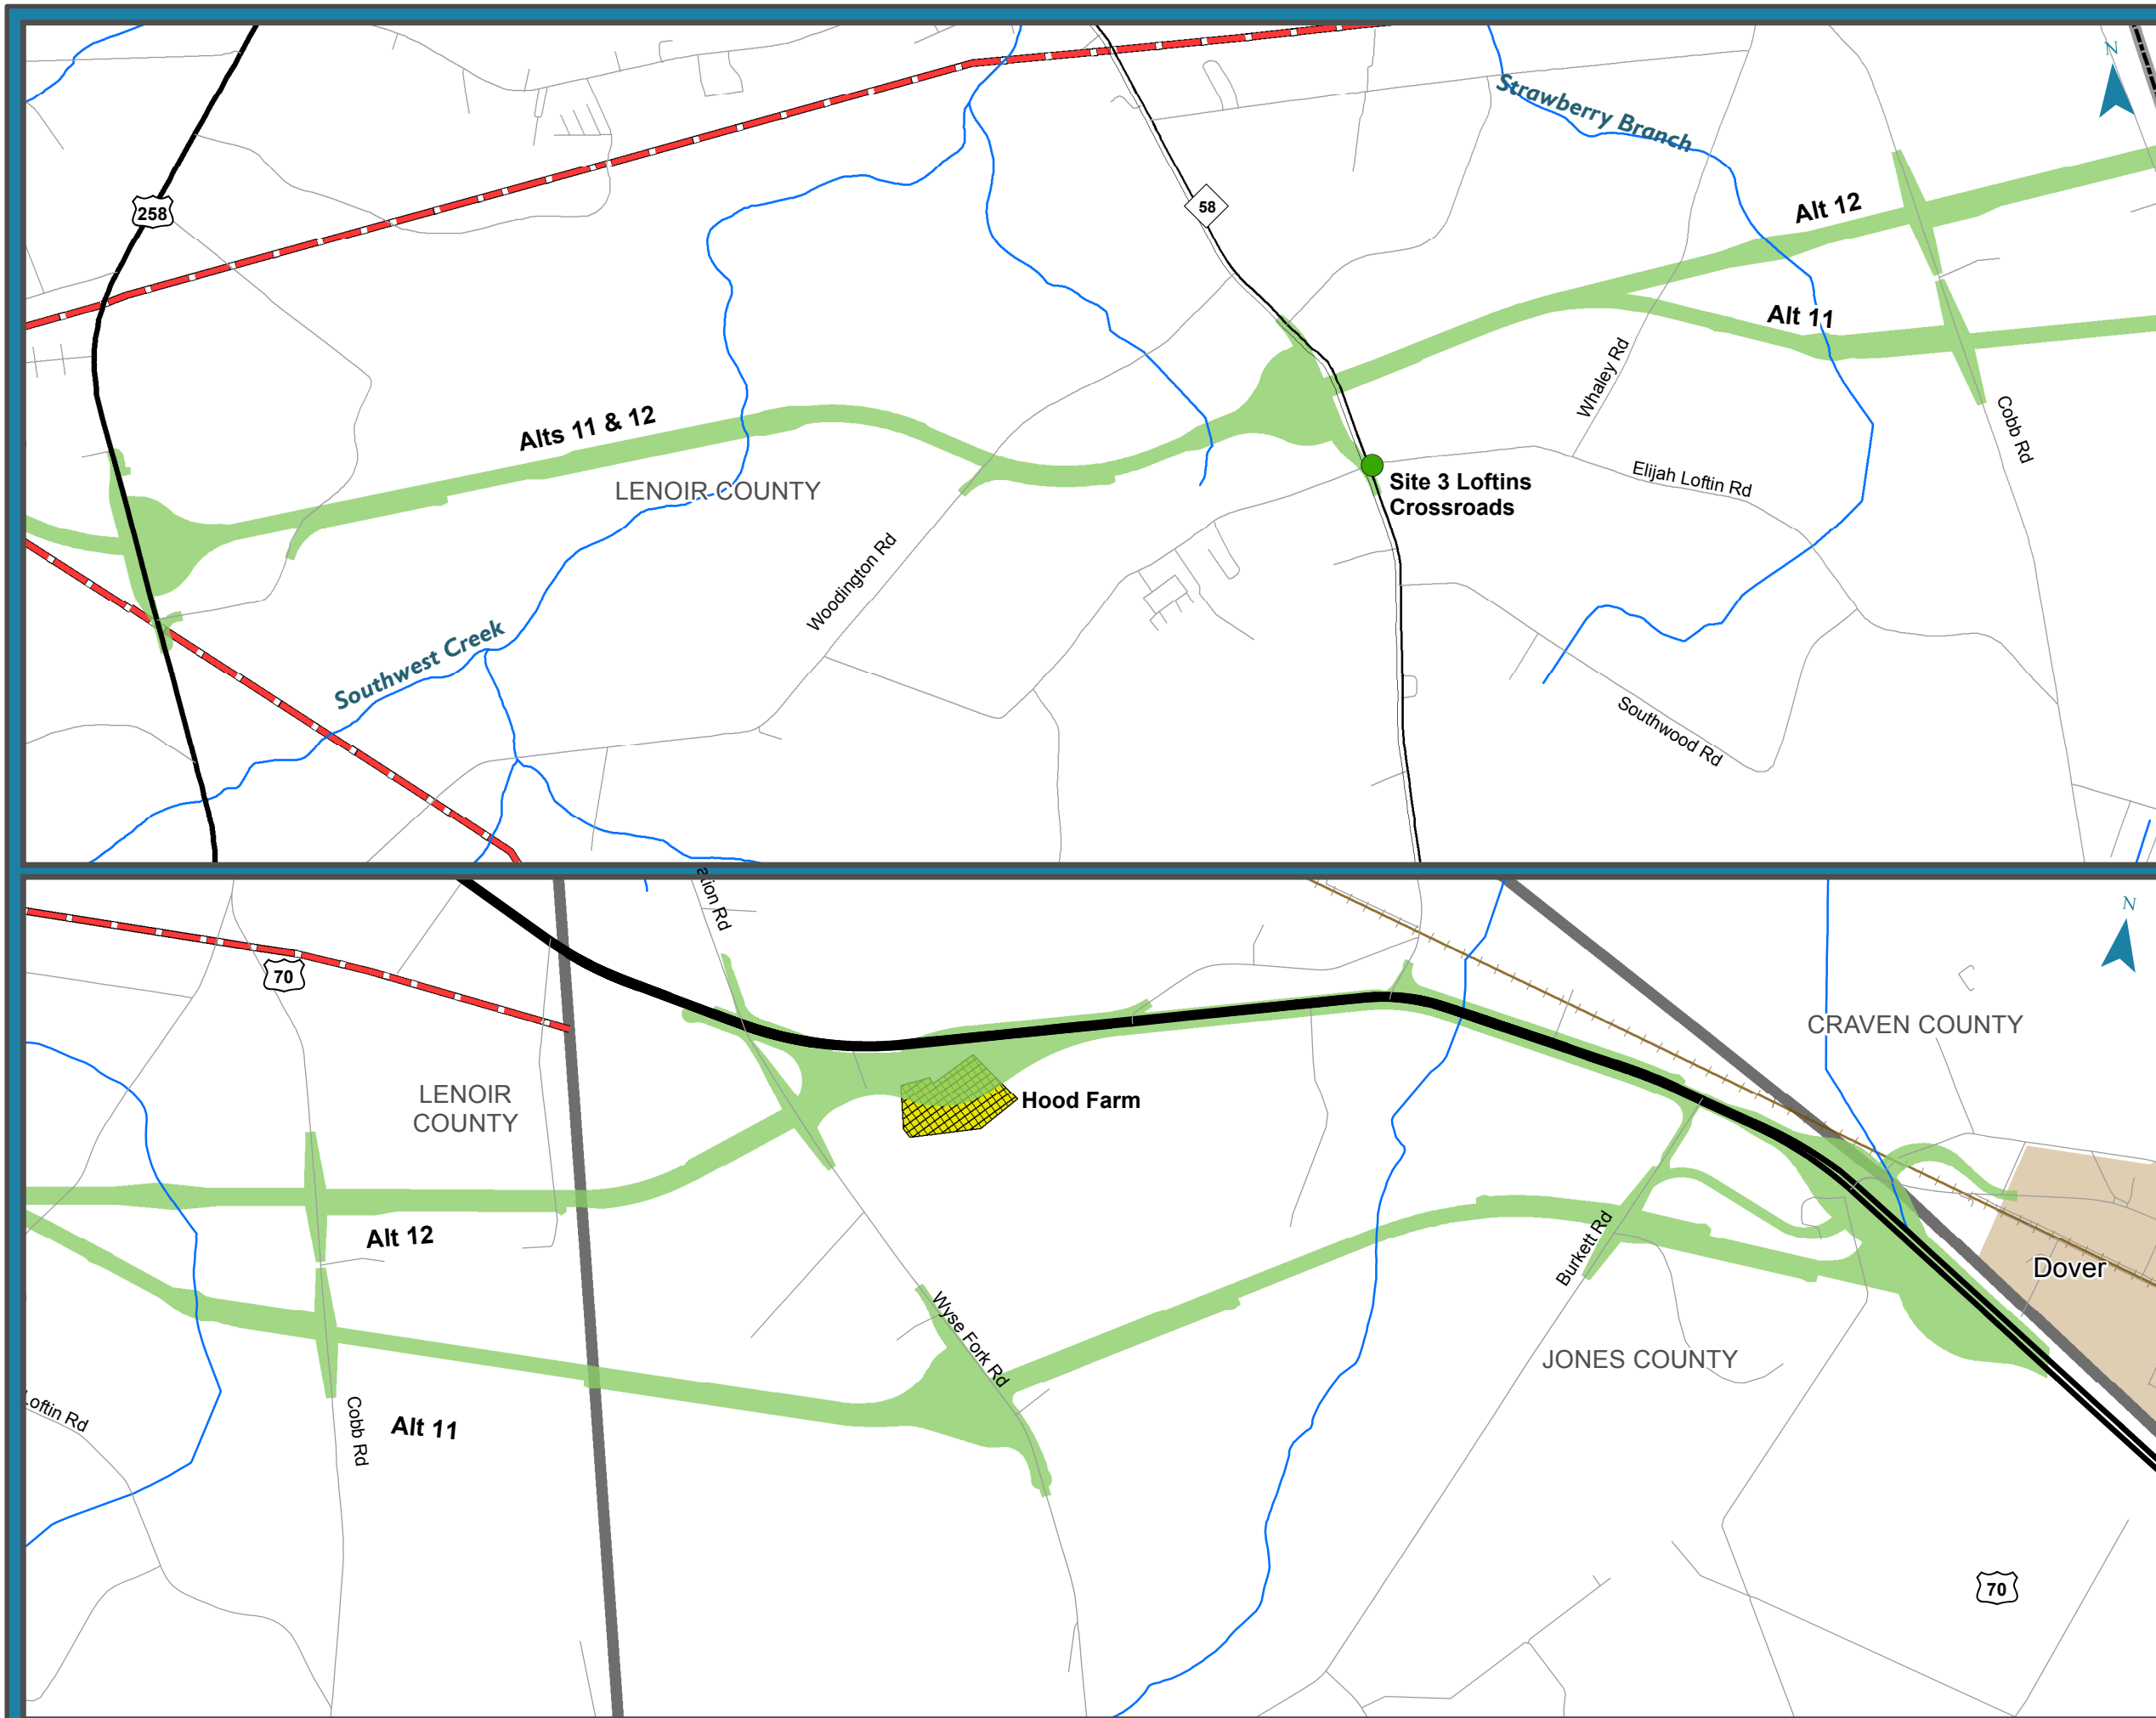 N
Strawberry Branch
258
58
Alt 12
Alt 11
Whaley Rd
Alts 11 & 12
Cobb Rd
LENOIR COUNTY
Elijah Loftin Rd
Site 3 Loftins
Crossroads
Woodington Rd
Southwest Creek
Southwood Rd
N
70
CRAVEN COUNTY
LENOIR
COUNTY
Hood Farm
Alt 12
Burkett Rd
Dover
Wyse Fork Rd
JONES COUNTY
Loftin Rd
Cobb Rd
Alt 11
70